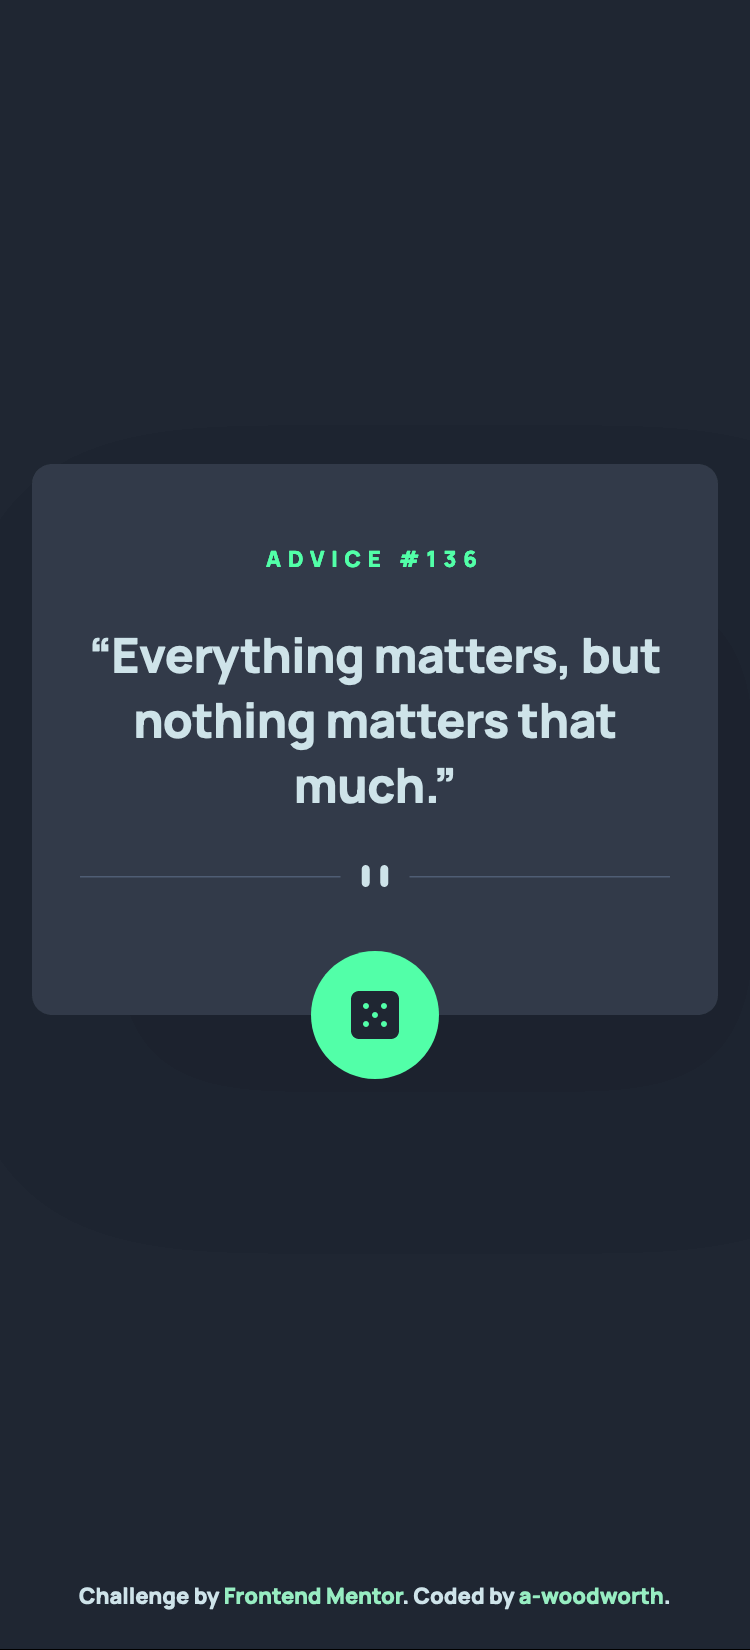 ADVICE #136
“Everything matters, but
nothing matters that
much.”
Challenge by Frontend Mentor. Coded by a-woodworth.